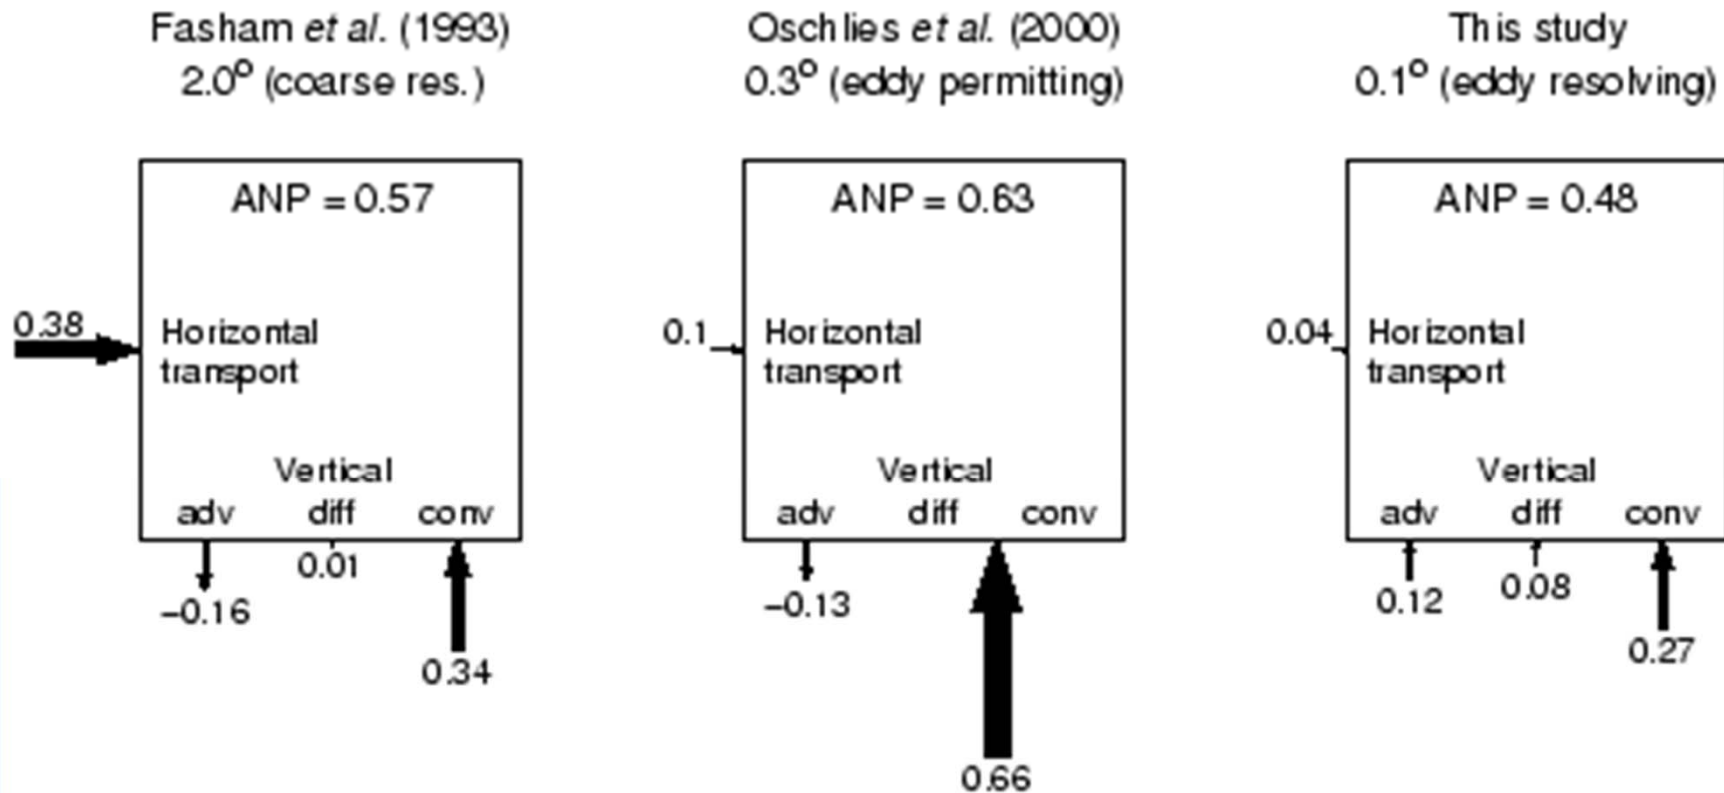 Fasham et al. (1993)
2.0° (coarse res.)
ANP = 0.57
0.38
Horizontal
transport
Vertical
adv diff conv
0.01
−0.16
0.34
Oschlies et al. (2000)
0.3° (eddy permitting)
ANP = 0.63
0.1
Horizontal
transport
Vertical
adv diff conv
−0.13
0.66
This study
0.1° (eddy resolving)
ANP = 0.48
0.04
Horizontal
transport
Vertical
adv diff conv
0.12
0.08
0.27